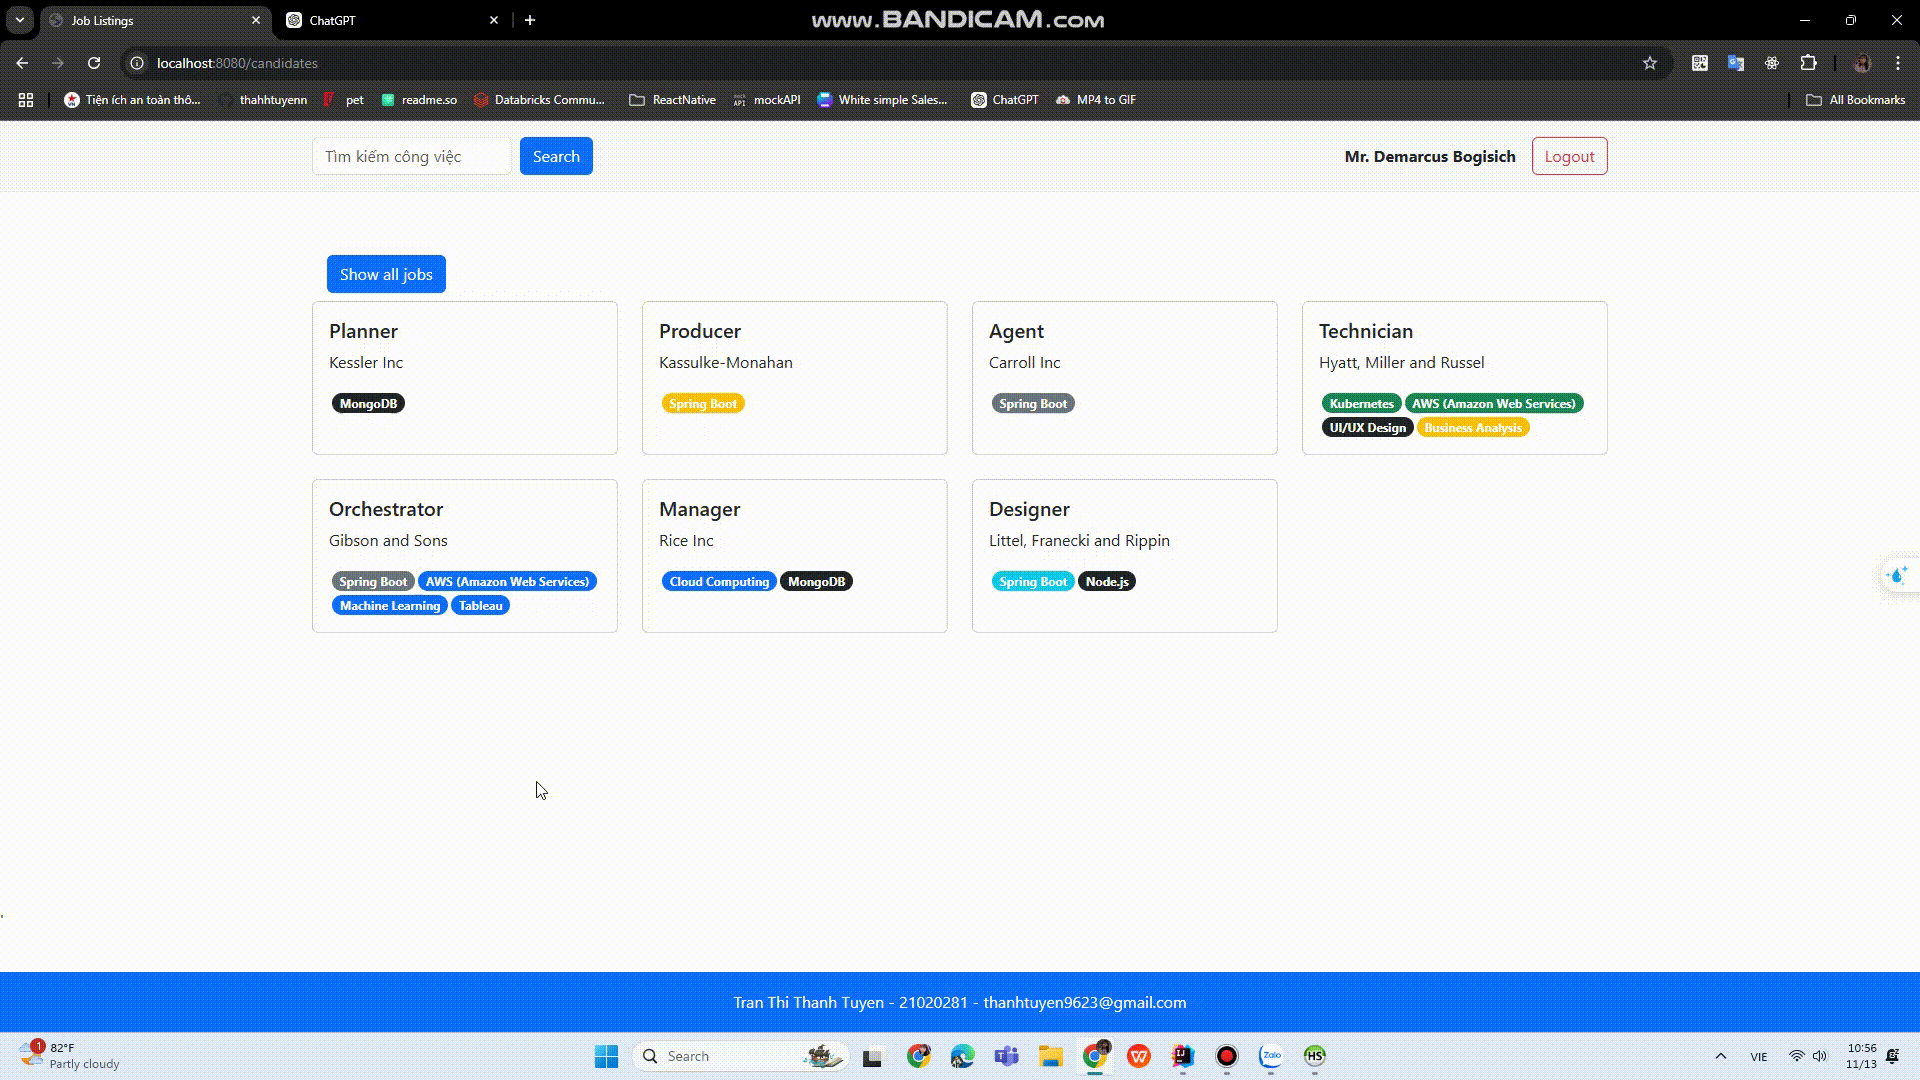 Job Listings
ChatGPT
www.BANDICAM.com
localhost:8080/candidates
Tiện ích an toàn thô...
thahhtuyenn
pet
readme.so
Databricks Commu...
ReactNative
mockAPI
White simple Sales...
ChatGPT
MP4 to GIF
All Bookmarks
Tìm kiếm công việc
Search
Mr. Demarcus Bogisich
Logout
Show all jobs
Planner
Kessler Inc
MongoDB
Producer
Kassulke-Monahan
Spring Boot
Agent
Carroll Inc
Spring Boot
Technician
Hyatt, Miller and Russel
Kubernetes AWS (Amazon Web Services)
UI/UX Design Business Analysis
Orchestrator
Gibson and Sons
Spring Boot AWS (Amazon Web Services)
Machine Learning Tableau
Manager
Rice Inc
Cloud Computing MongoDB
Designer
Littel, Franecki and Rippin
Spring Boot Node.js
Tran Thi Thanh Tuyen - 21020281 - thanhtuyen9623@gmail.com
1
82°F
Partly cloudy
Search
Zalo
HS
VIE
10:56
11/13